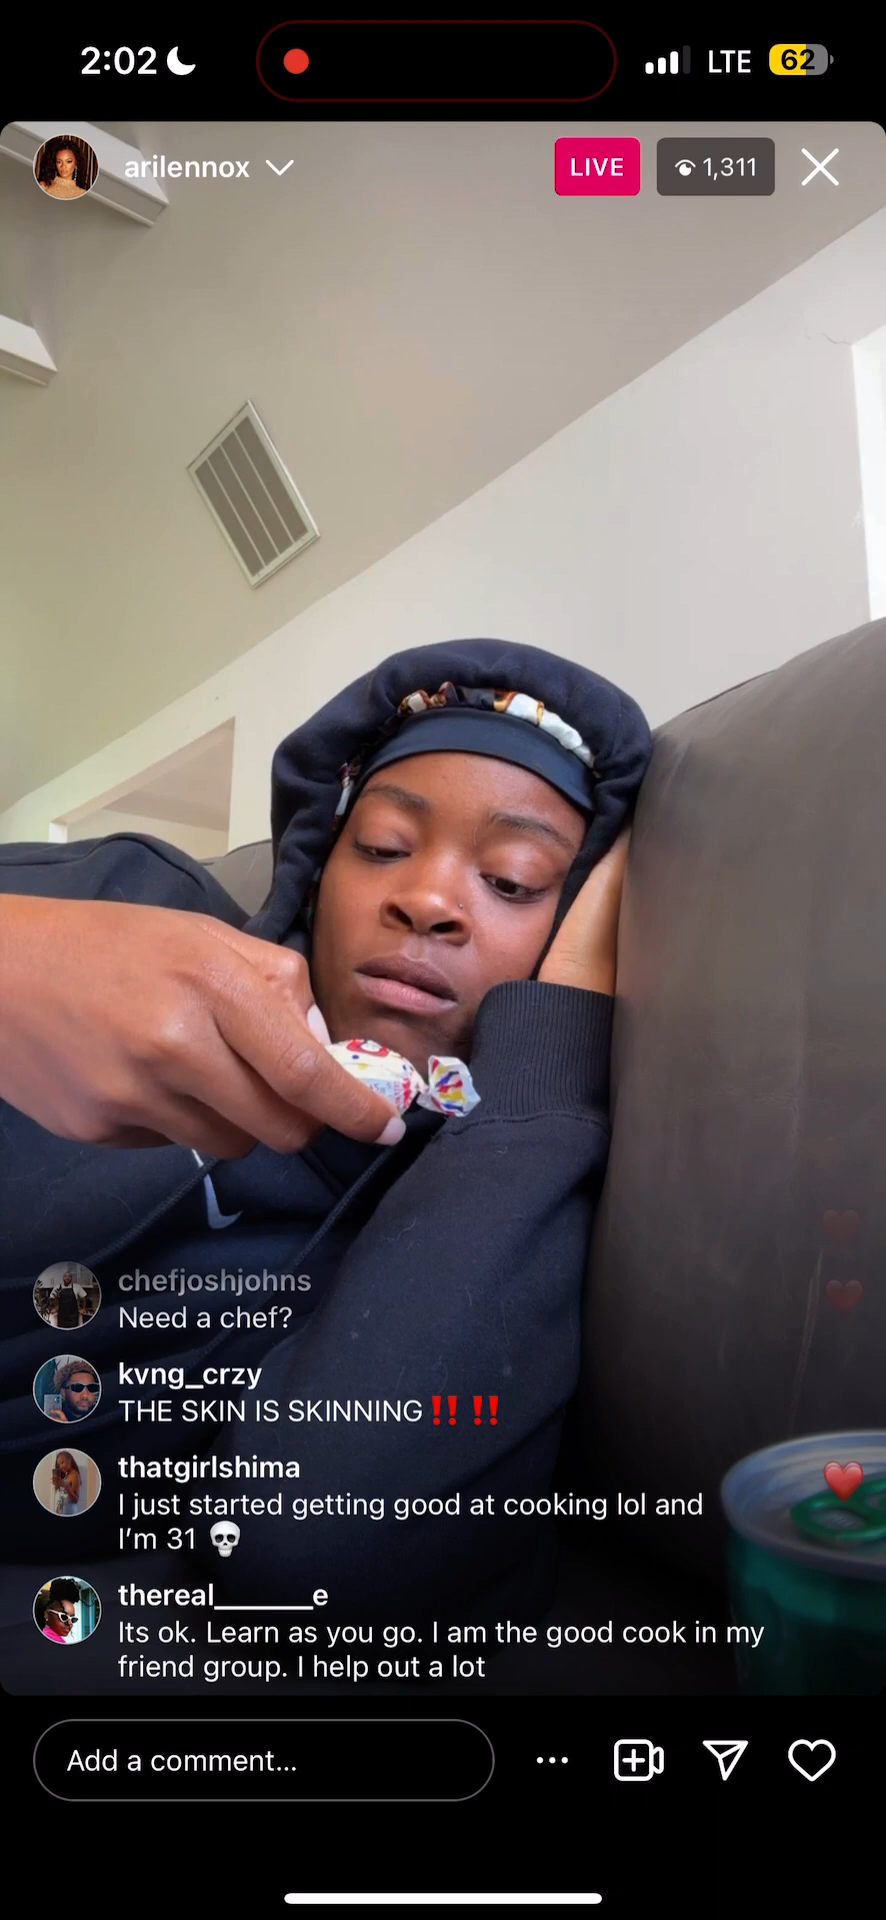 2:02
LTE
62
arilennox
LIVE
1,311
chefjoshjohns
Need a chef?
kvng_crzy
THE SKIN IS SKINNING‼️ ‼️
thatgirlshima
I just started getting good at cooking lol and
I’m 31 💀
thereal______e
Its ok. Learn as you go. I am the good cook in my
friend group. I help out a lot
Add a comment...